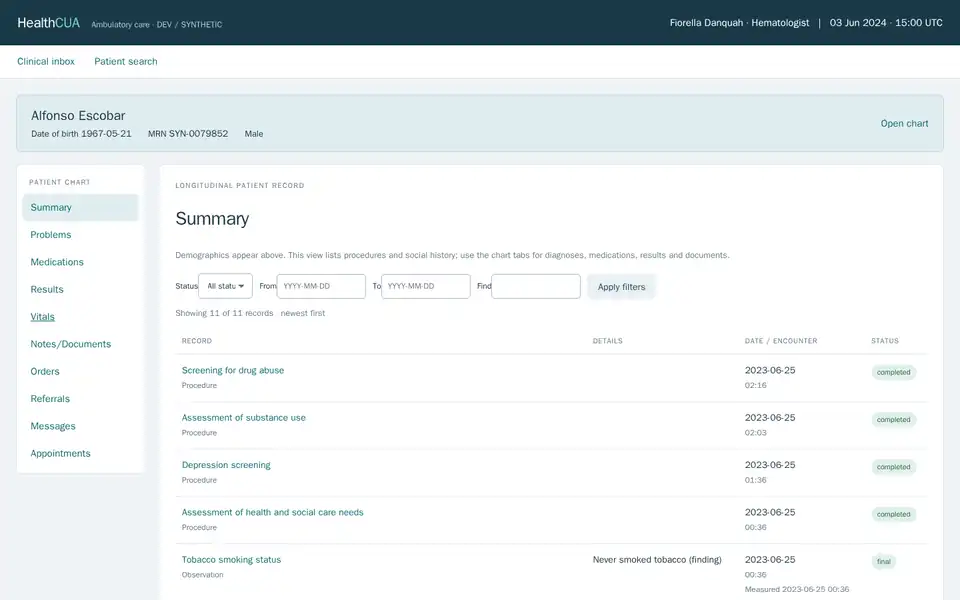 HealthCUA Ambulatory care · DEV / SYNTHETIC Fiorella Danquah · Hematologist | 03 Jun 2024 · 15:00 UTC
Clinical inbox Patient search
Alfonso Escobar
Date of birth 1967-05-21 MRN SYN-0079852 Male
Open chart
PATIENT CHART
Summary
Problems
Medications
Results
Vitals
Notes/Documents
Orders
Referrals
Messages
Appointments
LONGITUDINAL PATIENT RECORD
Summary
Demographics appear above. This view lists procedures and social history; use the chart tabs for diagnoses, medications, results and documents.
Status All statu From YYYY-MM-DD To YYYY-MM-DD Find Apply filters
Showing 11 of 11 records newest first
RECORD DETAILS DATE / ENCOUNTER STATUS
Screening for drug abuse 2023-06-25 completed
Procedure 02:16
Assessment of substance use 2023-06-25 completed
Procedure 02:03
Depression screening 2023-06-25 completed
Procedure 01:36
Assessment of health and social care needs 2023-06-25 completed
Procedure 00:36
Tobacco smoking status Never smoked tobacco (finding) 2023-06-25 final
Observation 00:36
Measured 2023-06-25 00:36